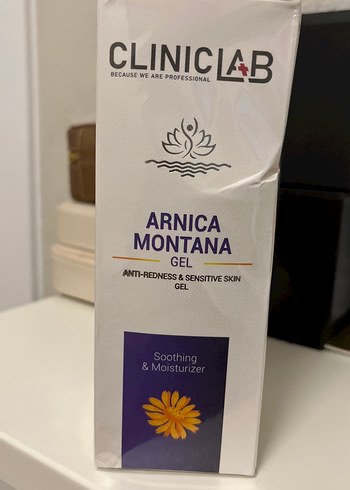 CLINICLAB
BECAUSE WE ARE PROFESSIONAL
ARNICA
MONTANA
GEL
ANTI-REDNESS & SENSITIVE SKIN
GEL
Soothing
& Moisturizer